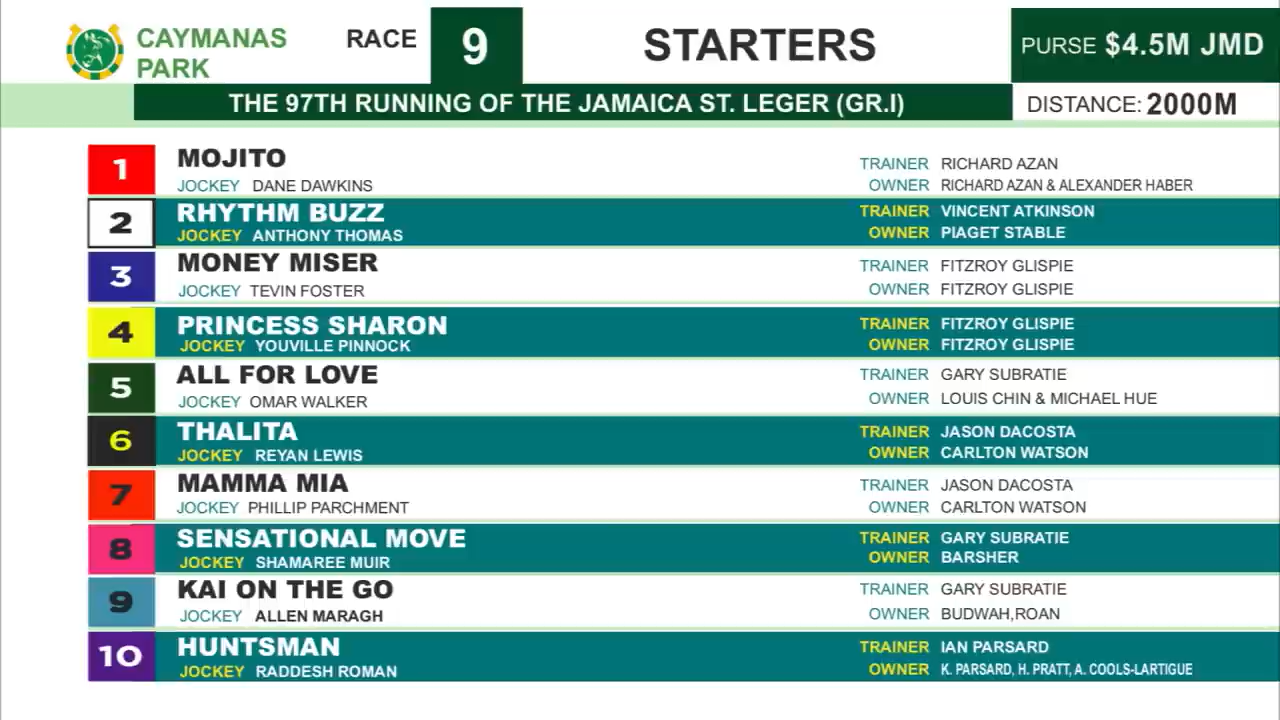 CAYMANAS PARK
RACE 9
STARTERS
PURSE $4.5M JMD
THE 97TH RUNNING OF THE JAMAICA ST. LEGER (GR.I)
DISTANCE: 2000M
1 MOJITO
JOCKEY DANE DAWKINS
TRAINER RICHARD AZAN
OWNER RICHARD AZAN & ALEXANDER HABER
2 RHYTHM BUZZ
JOCKEY ANTHONY THOMAS
TRAINER VINCENT ATKINSON
OWNER PIAGET STABLE
3 MONEY MISER
JOCKEY TEVIN FOSTER
TRAINER FITZROY GLISPIE
OWNER FITZROY GLISPIE
4 PRINCESS SHARON
JOCKEY YOUVILLE PINNOCK
TRAINER FITZROY GLISPIE
OWNER FITZROY GLISPIE
5 ALL FOR LOVE
JOCKEY OMAR WALKER
TRAINER GARY SUBRATIE
OWNER LOUIS CHIN & MICHAEL HUE
6 THALITA
JOCKEY REYAN LEWIS
TRAINER JASON DACOSTA
OWNER CARLTON WATSON
7 MAMMA MIA
JOCKEY PHILLIP PARCHMENT
TRAINER JASON DACOSTA
OWNER CARLTON WATSON
8 SENSATIONAL MOVE
JOCKEY SHAMAREE MUIR
TRAINER GARY SUBRATIE
OWNER BARSHER
9 KAI ON THE GO
JOCKEY ALLEN MARAGH
TRAINER GARY SUBRATIE
OWNER BUDWAH,ROAN
10 HUNTSMAN
JOCKEY RADDESH ROMAN
TRAINER IAN PARSARD
OWNER K. PARSARD, H. PRATT, A. COOLS-LARTIGUE